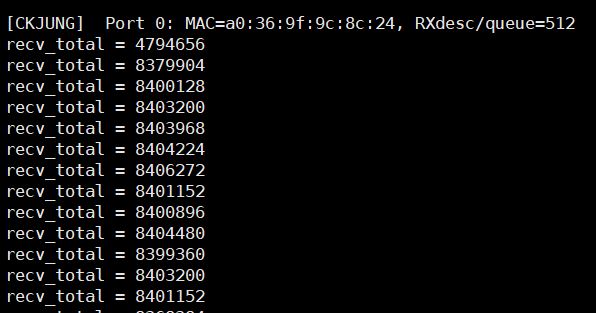 [CKJUNG]  Port 0: MAC=a0:36:9f:9c:8c:24, RXdesc/queue=512
recv_total = 4794656
recv_total = 8379904
recv_total = 8400128
recv_total = 8403200
recv_total = 8403968
recv_total = 8404224
recv_total = 8406272
recv_total = 8401152
recv_total = 8400896
recv_total = 8404480
recv_total = 8399360
recv_total = 8403200
recv_total = 8401152